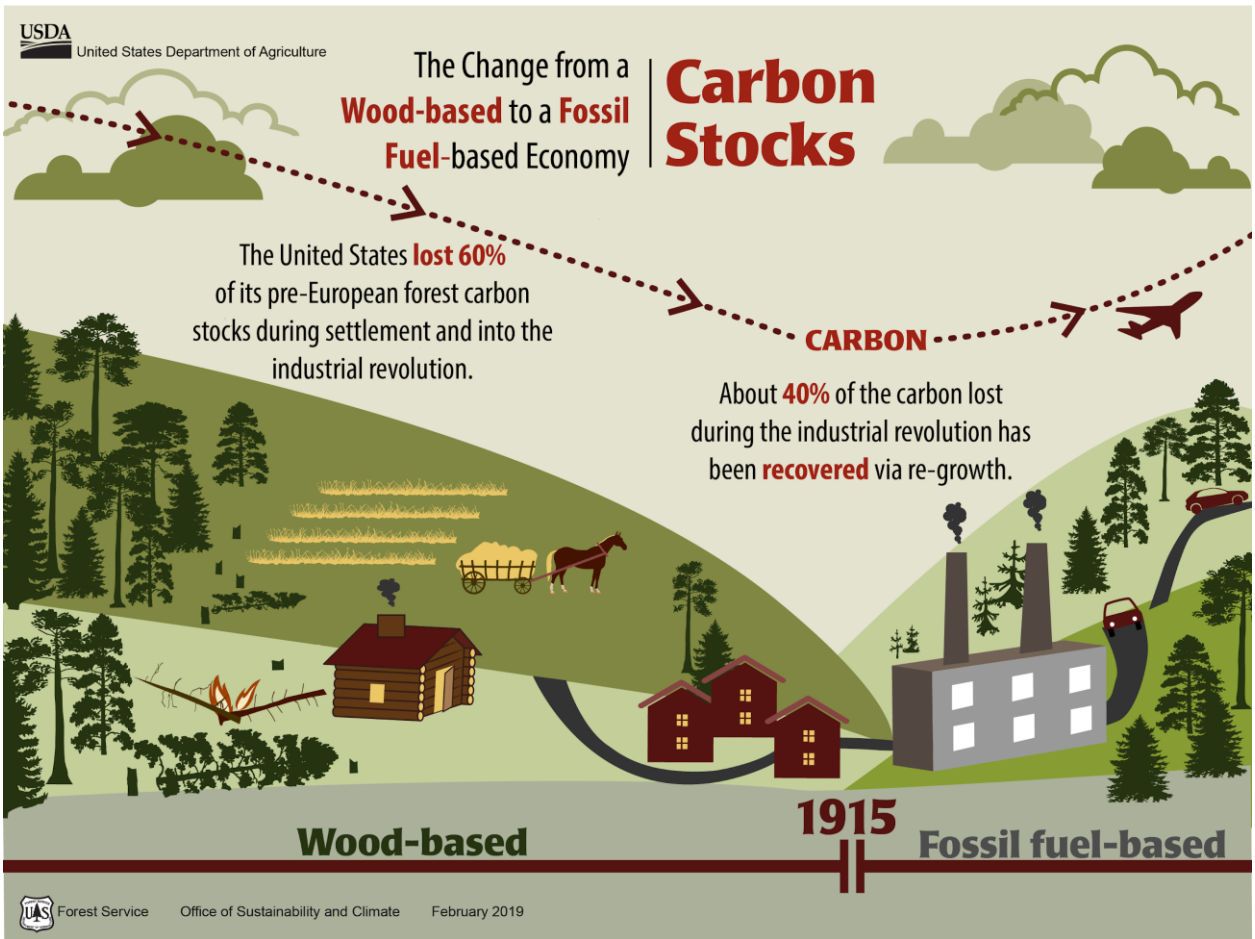 USDA
United States Department of Agriculture
The Change from a
Wood-based to a Fossil
Fuel-based Economy
Carbon
Stocks
The United States lost 60%
of its pre-European forest carbon
stocks during settlement and into the
industrial revolution.
CARBON
About 40% of the carbon lost
during the industrial revolution has
been recovered via re-growth.
1915
Wood-based
Fossil fuel-based
Forest Service Office of Sustainability and Climate February 2019